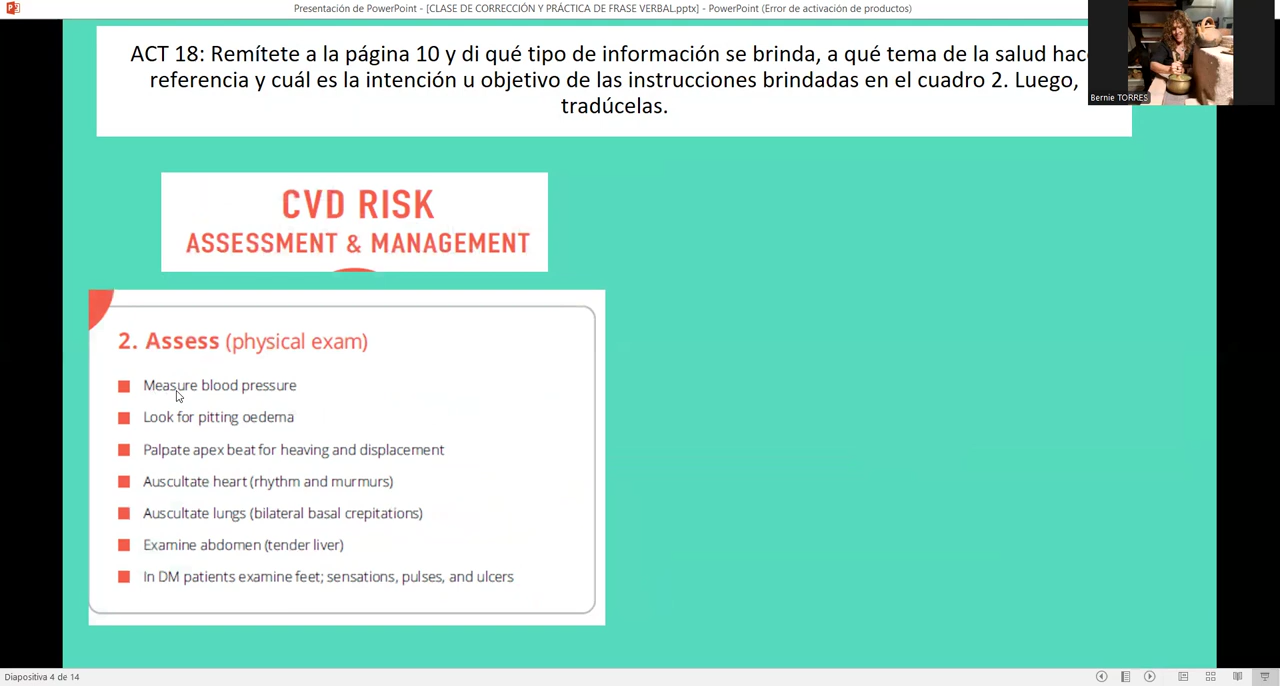 Presentación de PowerPoint - [CLASE DE CORRECCIÓN Y PRÁCTICA DE FRASE VERBAL.pptx] - PowerPoint (Error de activación de productos)
ACT 18: Remítete a la página 10 y di qué tipo de información se brinda, a qué tema de la salud
referencia y cuál es la intención u objetivo de las instrucciones brindadas en el cuadro 2. Luego,
tradúcelas.
Bernie TORRES
CVD RISK
ASSESSMENT & MANAGEMENT
2. Assess (physical exam)
Measure blood pressure
Look for pitting oedema
Palpate apex beat for heaving and displacement
Auscultate heart (rhythm and murmurs)
Auscultate lungs (bilateral basal crepitations)
Examine abdomen (tender liver)
In DM patients examine feet; sensations, pulses, and ulcers
Diapositiva 4 de 14